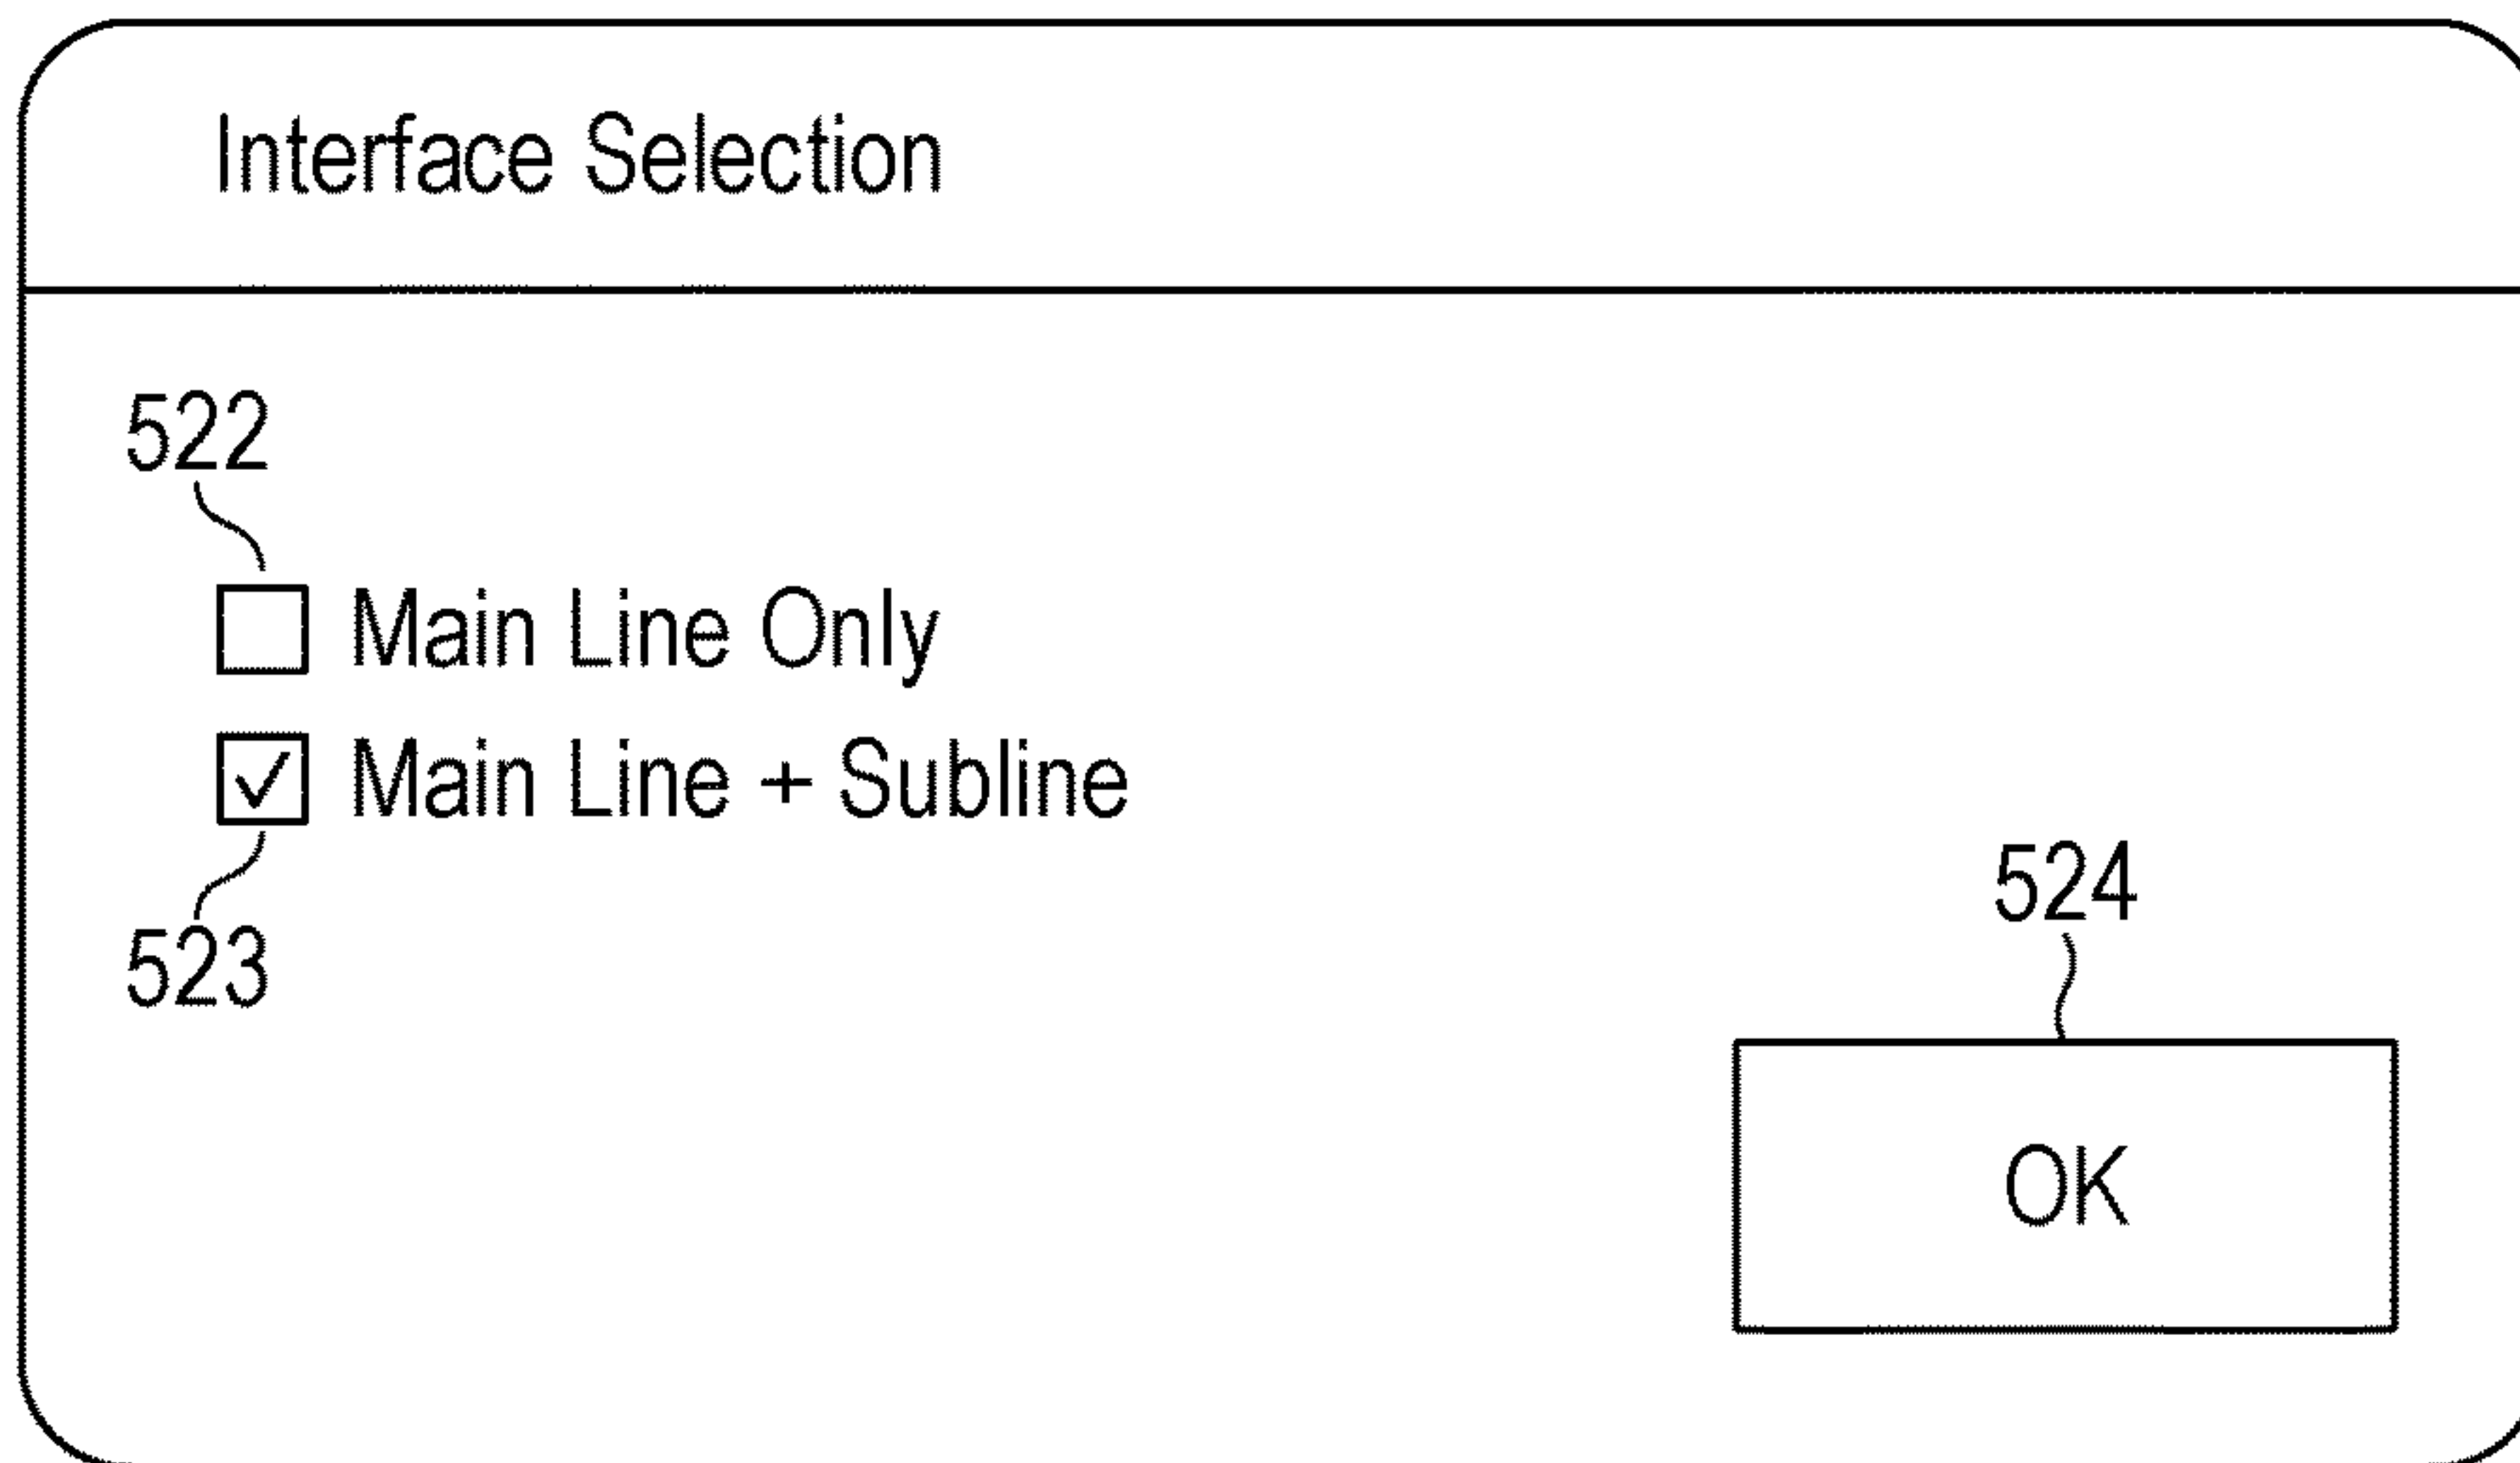 Interface Selection
522
Main Line Only
Main Line + Subline
523
524
OK